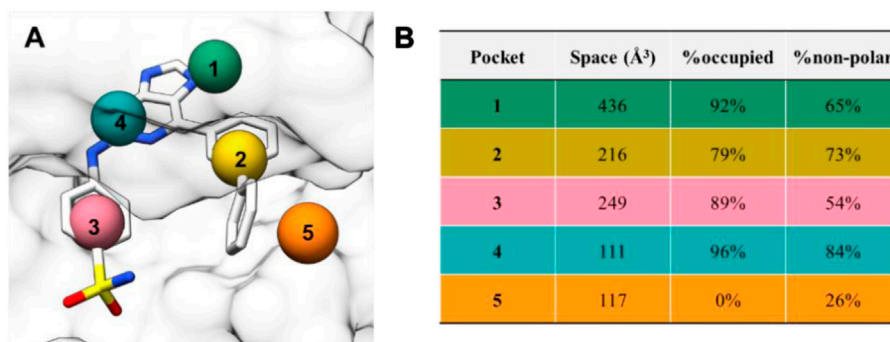 A
1
4
2
3
5
B
Pocket Space (Å³) %occupied %non-polar
1 436 92% 65%
2 216 79% 73%
3 249 89% 54%
4 111 96% 84%
5 117 0% 26%